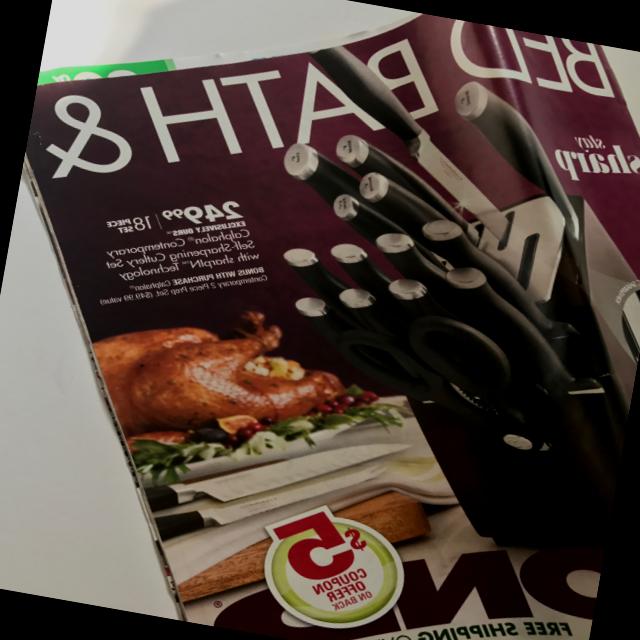 BED
BATH &
stay
sharp
249.99 18 PIECE SET
EXCLUSIVELY OURS
Calphalon® Contemporary
Self-Sharpening Cutlery Set
with SharpIN™ Technology
BONUS WITH PURCHASE Calphalon®
Contemporary 2 Piece Prep Set ($49.99 value)
$5
COUPON
OFFER
ON BACK
FREE SHIPPING